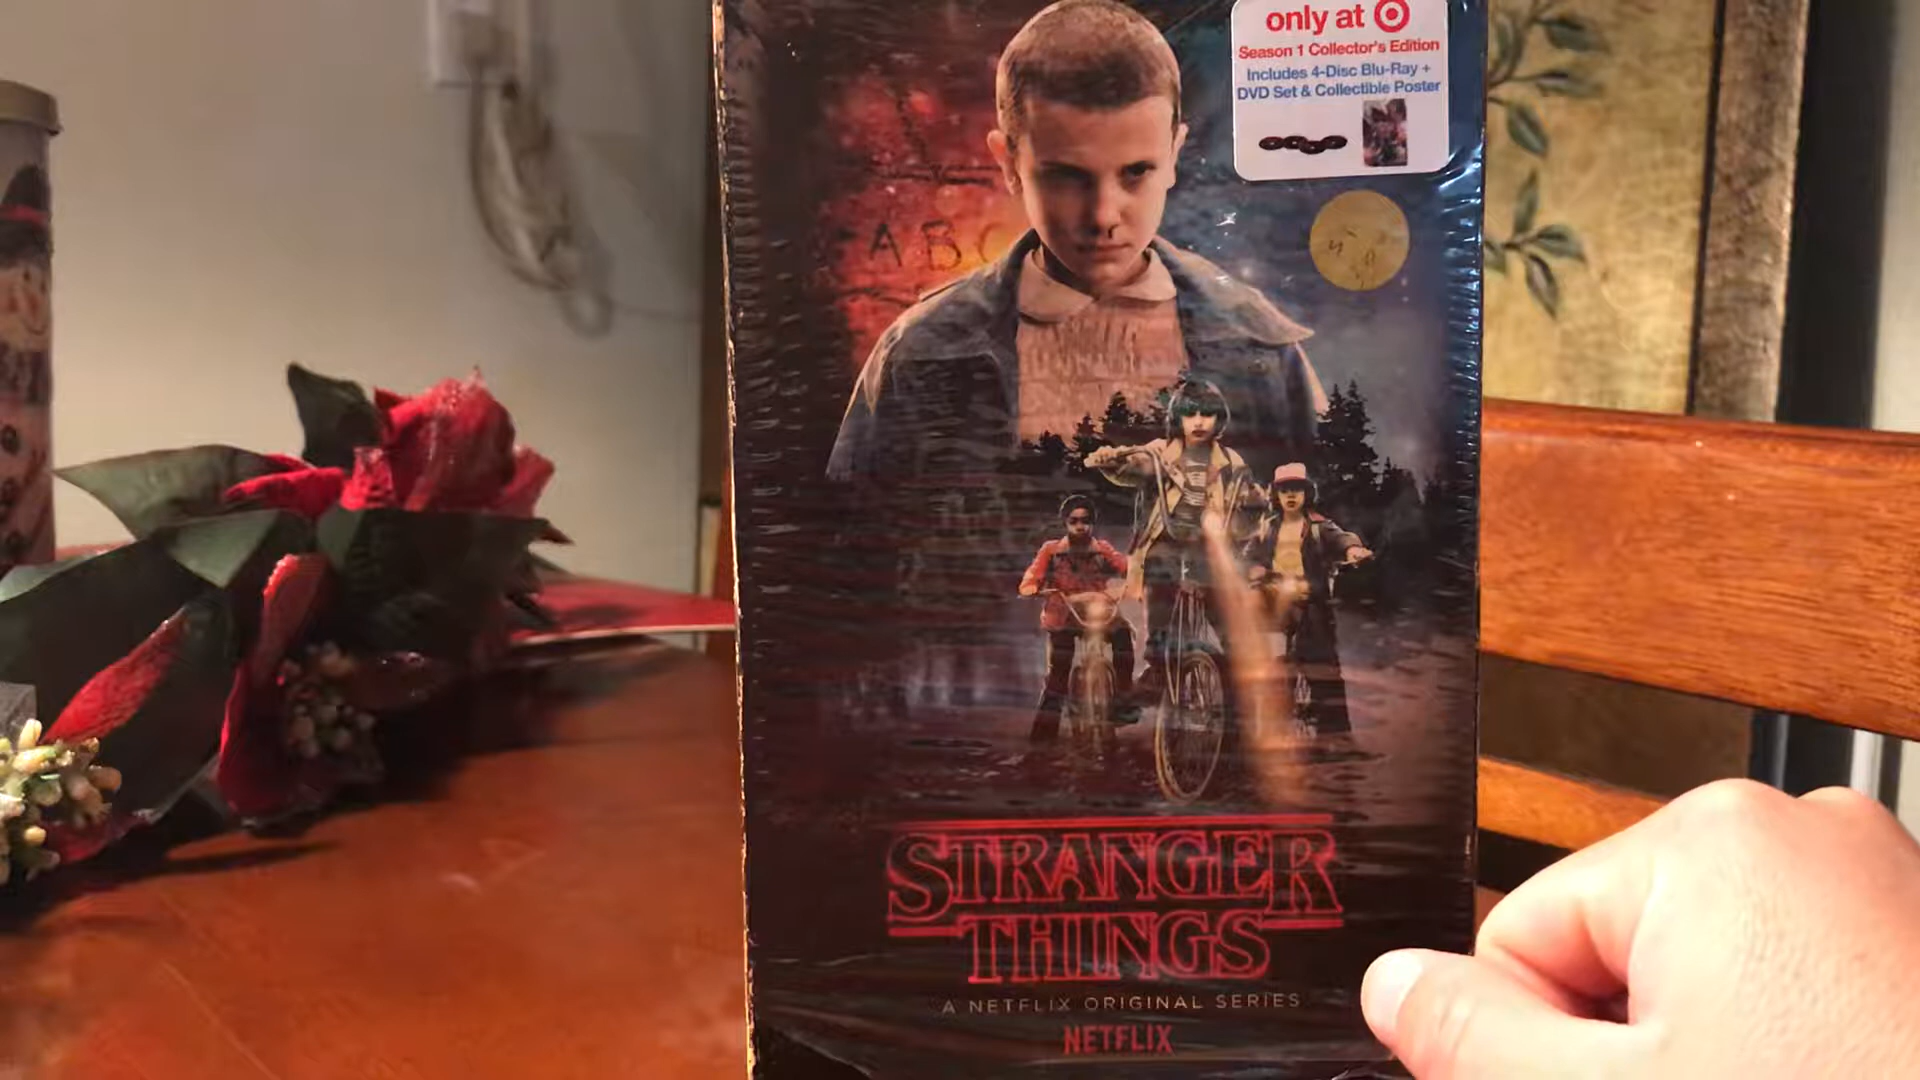 only at
Season 1 Collector's Edition
Includes 4-Disc Blu-Ray +
DVD Set & Collectible Poster
A B C
STRANGER
THINGS
A NETFLIX ORIGINAL SERIES
NETFLIX